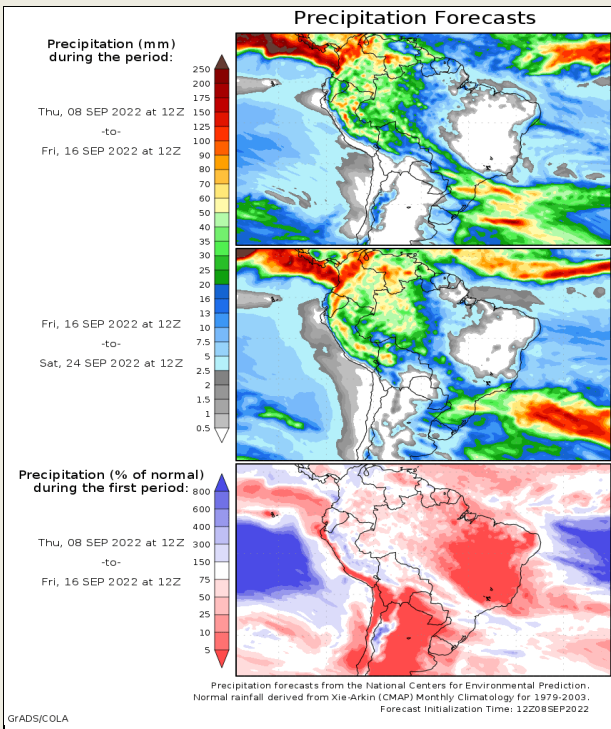 Precipitation Forecasts
Precipitation (mm)
during the period:
Thu, 08 SEP 2022 at 12Z
-to-
Fri, 16 SEP 2022 at 12Z
250
200
175
150
125
100
90
80
70
60
50
40
35
30
25
20
16
13
10
7.5
5
2.5
2
1.5
1
0.5
Fri, 16 SEP 2022 at 12Z
-to-
Sat, 24 SEP 2022 at 12Z
Precipitation (% of normal)
during the first period:
Thu, 08 SEP 2022 at 12Z
-to-
Fri, 16 SEP 2022 at 12Z
800
600
400
300
150
75
50
25
10
5
Precipitation forecasts from the National Centers for Environmental Prediction.
Normal rainfall derived from Xie-Arkin (CMAP) Monthly Climatology for 1979-2003.
Forecast Initialization Time: 12Z08SEP2022
GrADS/COLA